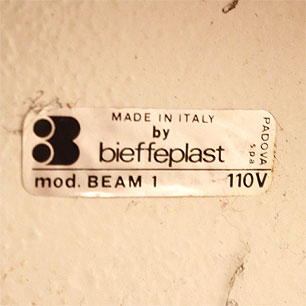 MADE IN ITALY
by
bieffeplast
PADOVA
s.p.a.
mod. BEAM 1 110V